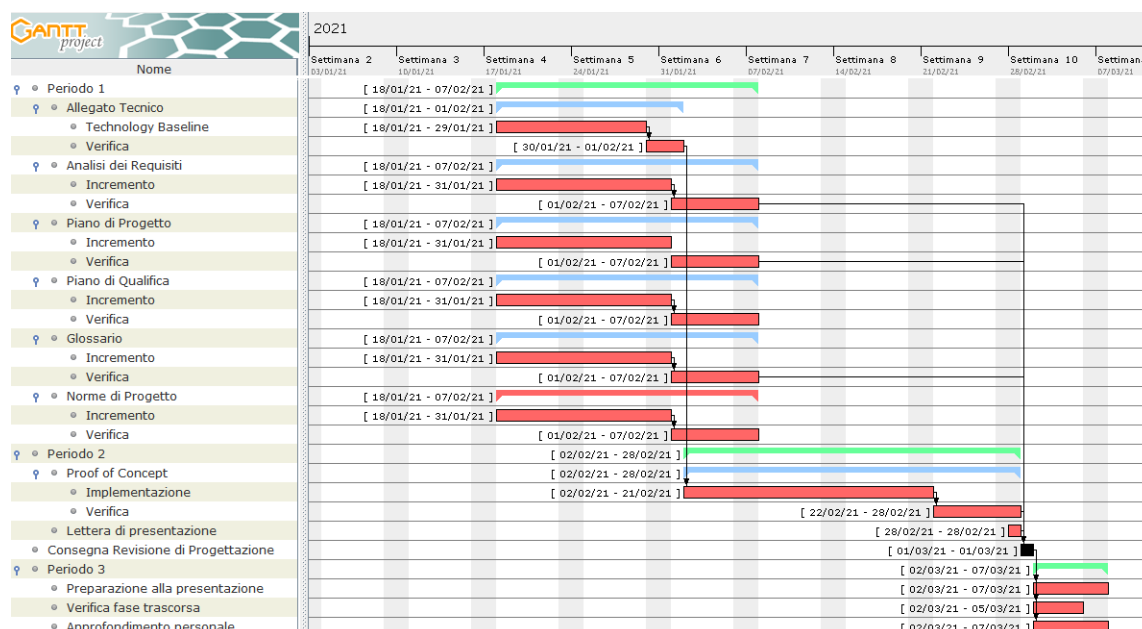 GANTT
project
2021
Settimana 2 Settimana 3 Settimana 4 Settimana 5 Settimana 6 Settimana 7 Settimana 8 Settimana 9 Settimana 10 Settiman
Nome
03/01/21 10/01/21 17/01/21 24/01/21 31/01/21 07/02/21 14/02/21 21/02/21 28/02/21 07/03/21
Periodo 1 [ 18/01/21 - 07/02/21 ]
Allegato Tecnico [ 18/01/21 - 01/02/21 ]
Technology Baseline [ 18/01/21 - 29/01/21 ]
Verifica [ 30/01/21 - 01/02/21 ]
Analisi dei Requisiti [ 18/01/21 - 07/02/21 ]
Incremento [ 18/01/21 - 31/01/21 ]
Verifica [ 01/02/21 - 07/02/21 ]
Piano di Progetto [ 18/01/21 - 07/02/21 ]
Incremento [ 18/01/21 - 31/01/21 ]
Verifica [ 01/02/21 - 07/02/21 ]
Piano di Qualifica [ 18/01/21 - 07/02/21 ]
Incremento [ 18/01/21 - 31/01/21 ]
Verifica [ 01/02/21 - 07/02/21 ]
Glossario [ 18/01/21 - 07/02/21 ]
Incremento [ 18/01/21 - 31/01/21 ]
Verifica [ 01/02/21 - 07/02/21 ]
Norme di Progetto [ 18/01/21 - 07/02/21 ]
Incremento [ 18/01/21 - 31/01/21 ]
Verifica [ 01/02/21 - 07/02/21 ]
Periodo 2 [ 02/02/21 - 28/02/21 ]
Proof of Concept [ 02/02/21 - 28/02/21 ]
Implementazione [ 02/02/21 - 21/02/21 ]
Verifica [ 22/02/21 - 28/02/21 ]
Lettera di presentazione [ 28/02/21 - 28/02/21 ]
Consegna Revisione di Progettazione [ 01/03/21 - 01/03/21 ]
Periodo 3 [ 02/03/21 - 07/03/21 ]
Preparazione alla presentazione [ 02/03/21 - 07/03/21 ]
Verifica fase trascorsa [ 02/03/21 - 05/03/21 ]
Approfondimento personale [ 02/03/21 - 07/03/21 ]